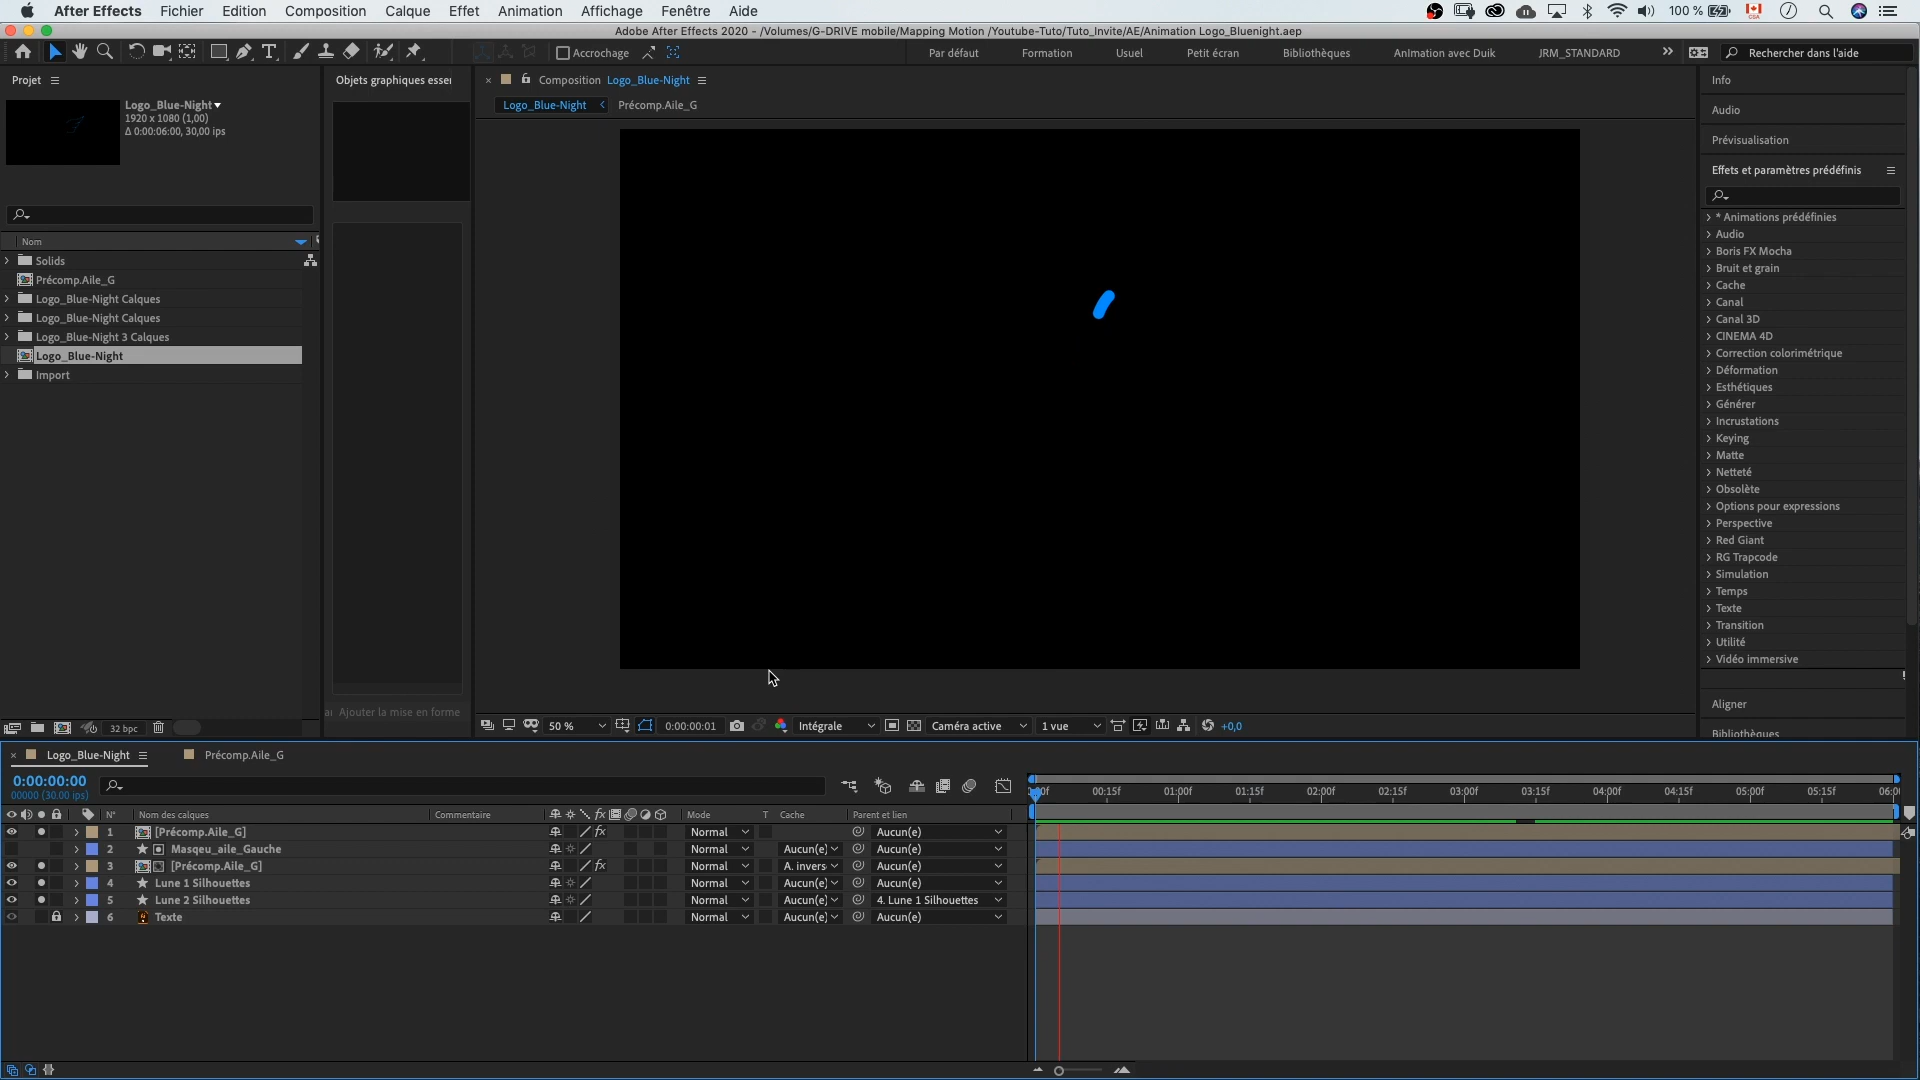 After Effects Fichier Edition Composition Calque Effet Animation Affichage Fenêtre Aide 100 %
Adobe After Effects 2020 - /Volumes/G-DRIVE mobile/Mapping Motion /Youtube-Tuto/Tuto_Invite/AE/Animation Logo_Bluenight.aep
Accrochage Par défaut Formation Usuel Petit écran Bibliothèques Animation avec Duik JRM_STANDARD Rechercher dans l'aide
Projet
Logo_Blue-Night
1920 x 1080 (1,00)
Δ 0:00:06:00, 30,00 ips
Nom
Solids
Précomp.Aile_G
Logo_Blue-Night Calques
Logo_Blue-Night Calques
Logo_Blue-Night 3 Calques
Logo_Blue-Night
Import
32 bpc
Objets graphiques esser
Ajouter la mise en forme
Composition Logo_Blue-Night
Logo_Blue-Night Précomp.Aile_G
50 % 0:00:00:01 Intégrale Caméra active 1 vue +0,0
Info
Audio
Prévisualisation
Effets et paramètres prédéfinis
* Animations prédéfinies
Audio
Boris FX Mocha
Bruit et grain
Cache
Canal
Canal 3D
CINEMA 4D
Correction colorimétrique
Déformation
Esthétiques
Générer
Incrustations
Keying
Matte
Netteté
Obsolète
Options pour expressions
Perspective
Red Giant
RG Trapcode
Simulation
Temps
Texte
Transition
Utilité
Vidéo immersive
Aligner
Bibliothèques
Logo_Blue-Night Précomp.Aile_G
0:00:00:00
00000 (30.00 ips)
00f 00:15f 01:00f 01:15f 02:00f 02:15f 03:00f 03:15f 04:00f 04:15f 05:00f 05:15f 06:00
N° Nom des calques Commentaire Mode T Cache Parent et lien
1 [Précomp.Aile_G] Normal Aucun(e)
2 Masqeu_aile_Gauche Normal Aucun(e) Aucun(e)
3 [Précomp.Aile_G] Normal A. invers Aucun(e)
4 Lune 1 Silhouettes Normal Aucun(e) Aucun(e)
5 Lune 2 Silhouettes Normal Aucun(e) 4. Lune 1 Silhouettes
6 Texte Normal Aucun(e) Aucun(e)